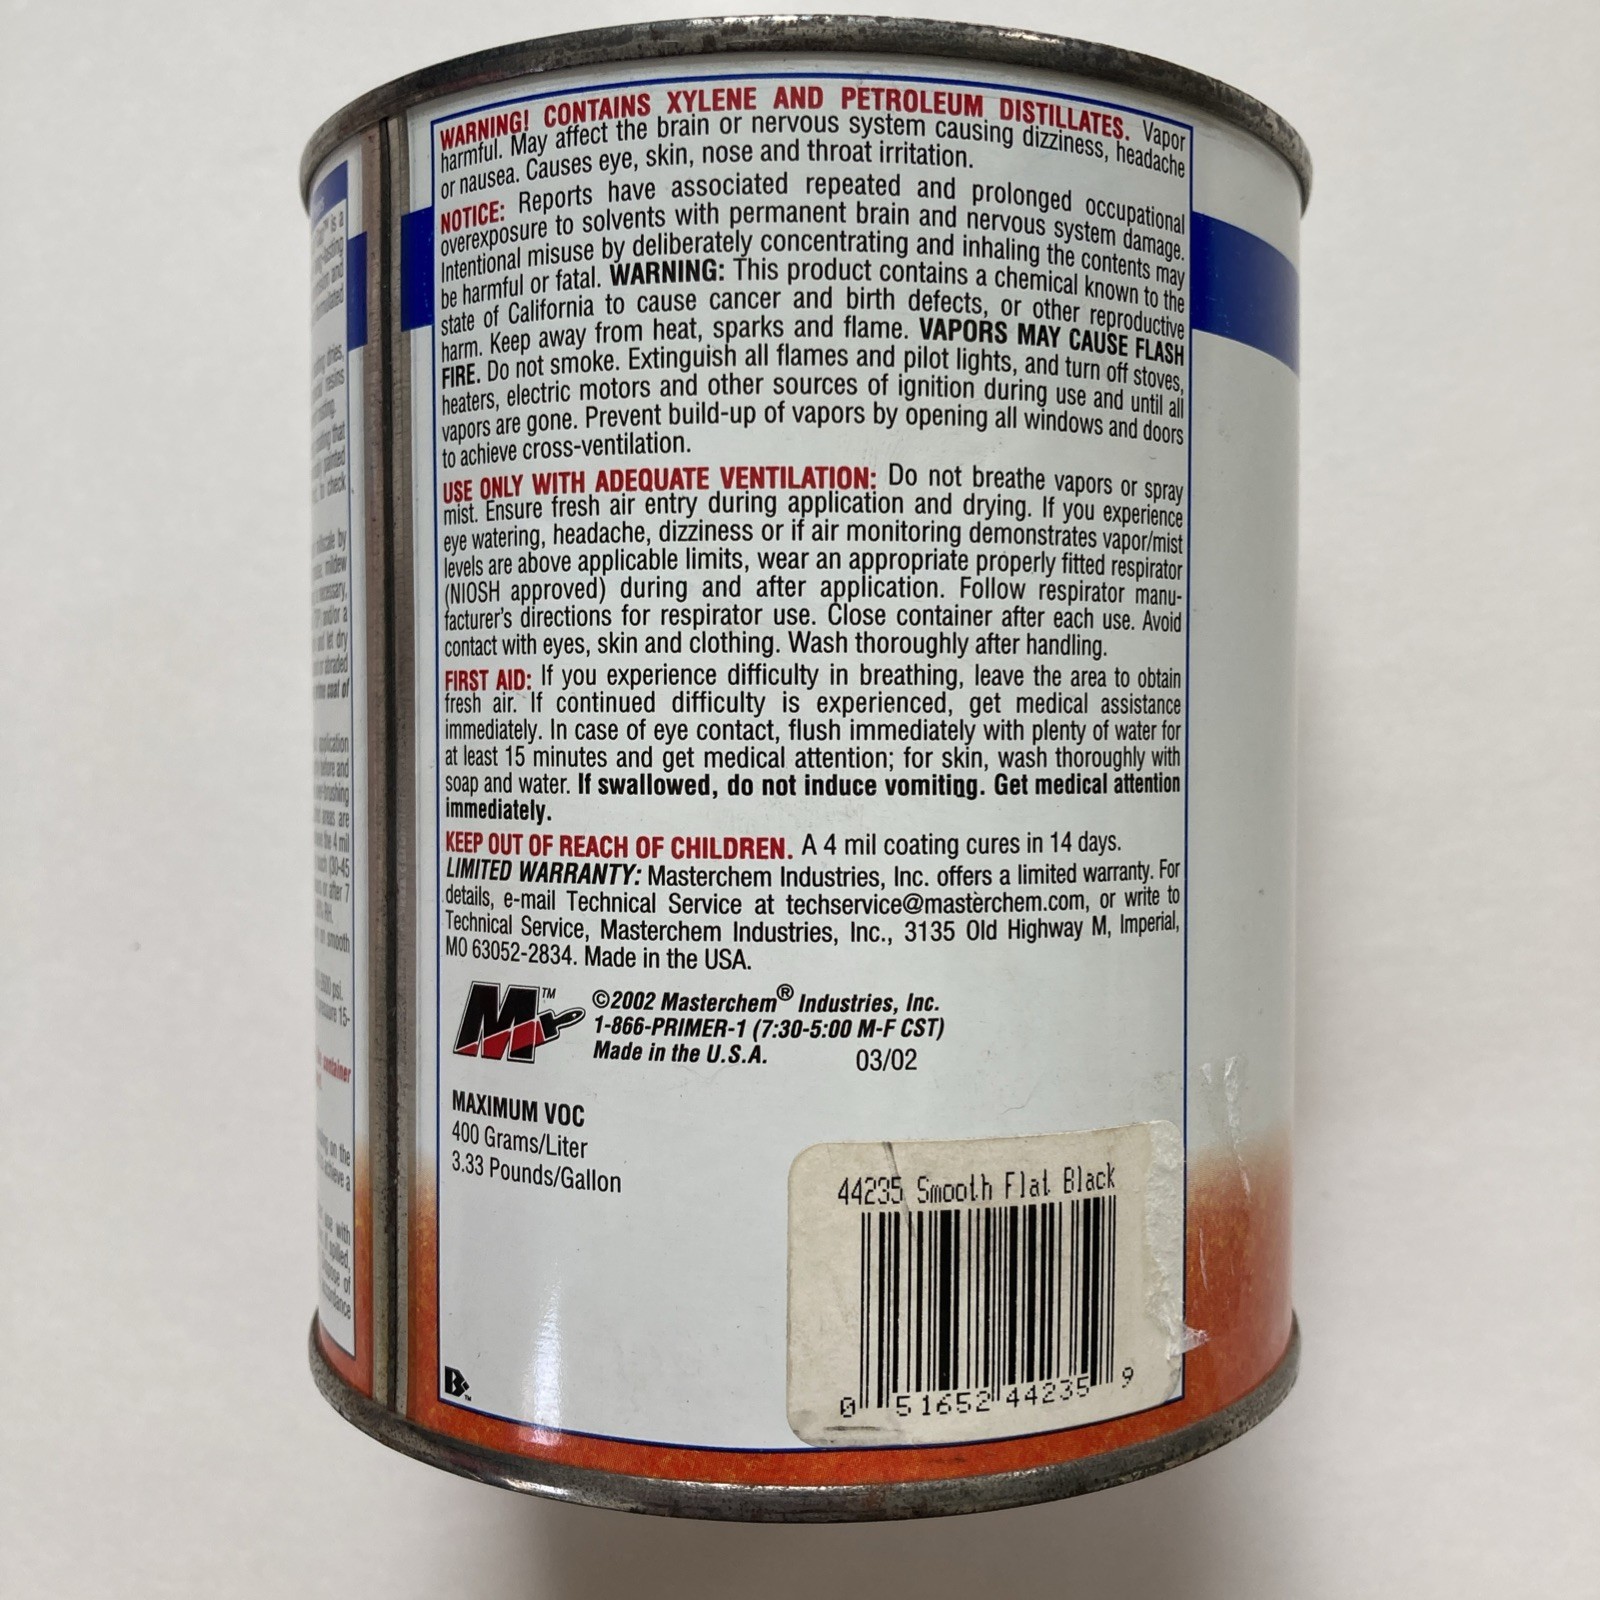 WARNING! CONTAINS XYLENE AND PETROLEUM DISTILLATES. Vapor
harmful. May affect the brain or nervous system causing dizziness, headache
or nausea. Causes eye, skin, nose and throat irritation.
NOTICE: Reports have associated repeated and prolonged occupational
overexposure to solvents with permanent brain and nervous system damage.
Intentional misuse by deliberately concentrating and inhaling the contents may
be harmful or fatal. WARNING: This product contains a chemical known to the
state of California to cause cancer and birth defects, or other reproductive
harm. Keep away from heat, sparks and flame. VAPORS MAY CAUSE FLASH
FIRE. Do not smoke. Extinguish all flames and pilot lights, and turn off stoves,
heaters, electric motors and other sources of ignition during use and until all
vapors are gone. Prevent build-up of vapors by opening all windows and doors
to achieve cross-ventilation.
USE ONLY WITH ADEQUATE VENTILATION: Do not breathe vapors or spray
mist. Ensure fresh air entry during application and drying. If you experience
eye watering, headache, dizziness or if air monitoring demonstrates vapor/mist
levels are above applicable limits, wear an appropriate properly fitted respirator
(NIOSH approved) during and after application. Follow respirator manu-
facturer's directions for respirator use. Close container after each use. Avoid
contact with eyes, skin and clothing. Wash thoroughly after handling.
FIRST AID: If you experience difficulty in breathing, leave the area to obtain
fresh air. If continued difficulty is experienced, get medical assistance
immediately. In case of eye contact, flush immediately with plenty of water for
at least 15 minutes and get medical attention; for skin, wash thoroughly with
soap and water. If swallowed, do not induce vomiting. Get medical attention
immediately.
KEEP OUT OF REACH OF CHILDREN. A 4 mil coating cures in 14 days.
LIMITED WARRANTY: Masterchem Industries, Inc. offers a limited warranty. For
details, e-mail Technical Service at techservice@masterchem.com, or write to
Technical Service, Masterchem Industries, Inc., 3135 Old Highway M, Imperial,
MO 63052-2834. Made in the USA.
M™
©2002 Masterchem® Industries, Inc.
1-866-PRIMER-1 (7:30-5:00 M-F CST)
Made in the U.S.A. 03/02
MAXIMUM VOC
400 Grams/Liter
3.33 Pounds/Gallon
44235 Smooth Flat Black
0 51652 44235 9